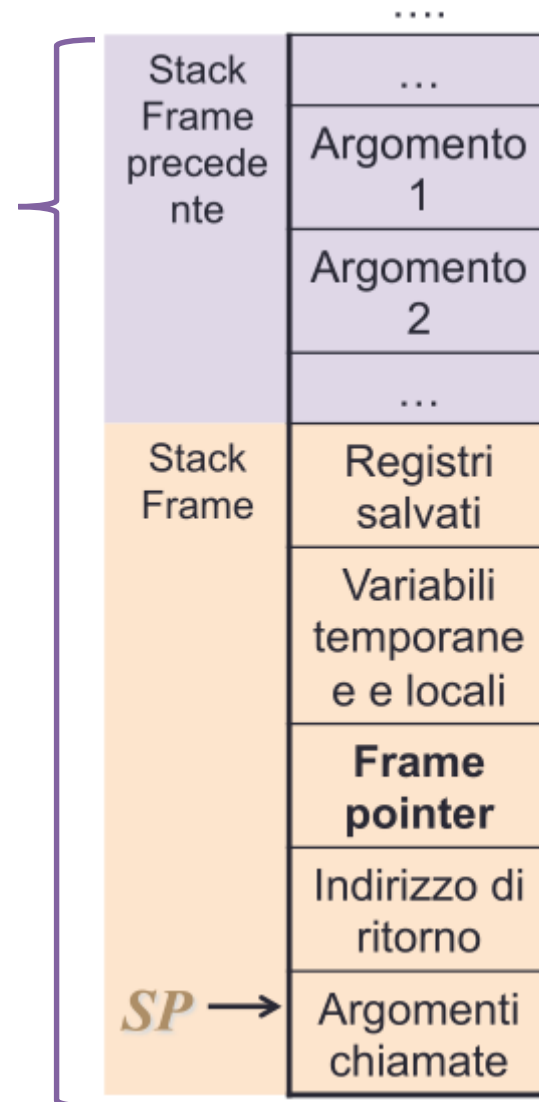 ....
Stack
Frame
precede
nte
...
Argomento
1
Argomento
2
...
Stack
Frame
Registri
salvati
Variabili
temporane
e e locali
Frame
pointer
Indirizzo di
ritorno
SP
Argomenti
chiamate